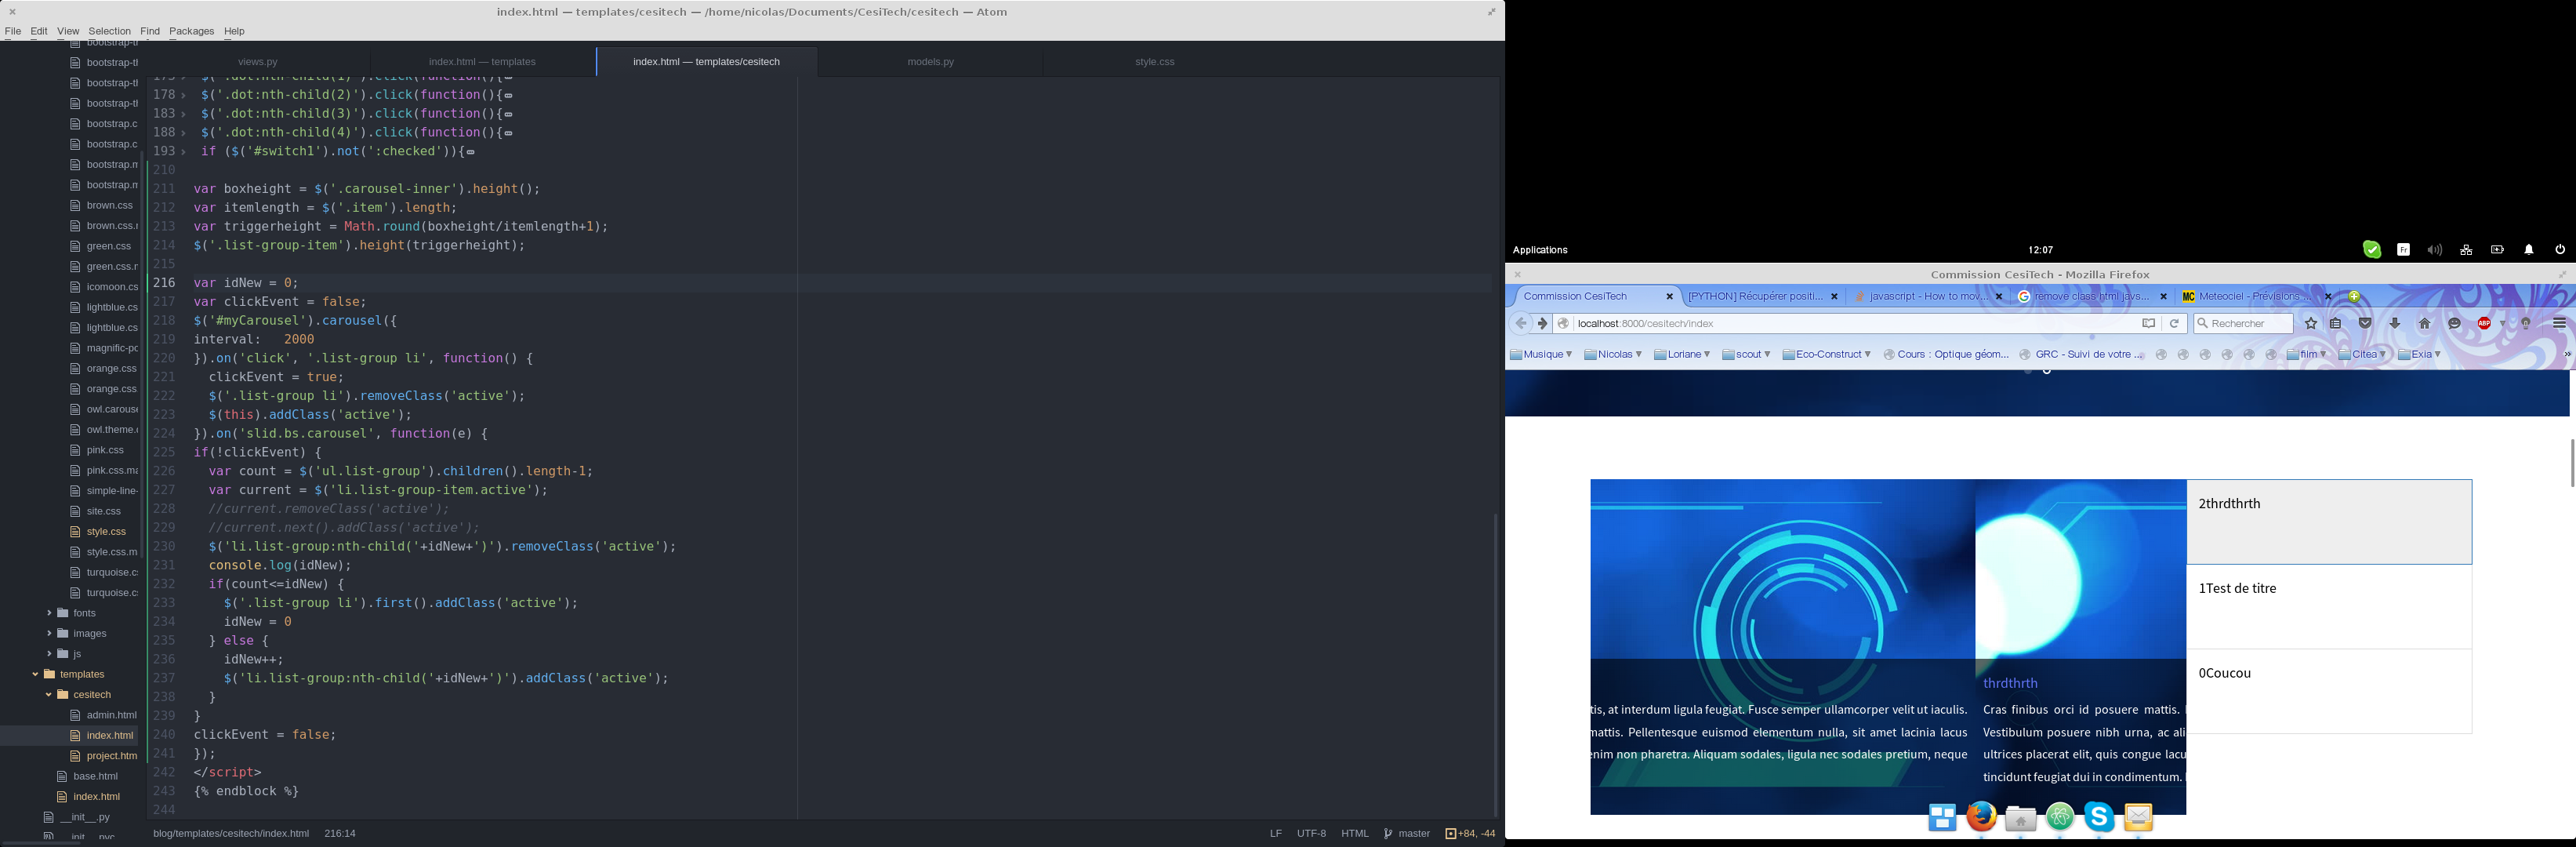 index.html — templates/cesitech — /home/nicolas/Documents/CesiTech/cesitech — Atom
File Edit View Selection Find Packages Help
views.py
index.html — templates
index.html — templates/cesitech
models.py
style.css
bootstrap-th
bootstrap-th
bootstrap-th
bootstrap.c
bootstrap.c
bootstrap.m
bootstrap.m
brown.css
brown.css.m
green.css
green.css.m
icomoon.cs
lightblue.cs
lightblue.cs
magnific-po
orange.css
orange.css
owl.carouse
owl.theme.
pink.css
pink.css.ma
simple-line-
site.css
style.css
style.css.m
turquoise.c
turquoise.c
fonts
images
js
templates
cesitech
admin.html
index.html
project.htm
base.html
index.html
__init__.py
__init__.pyc
178 $('.dot:nth-child(2)').click(function(){
183 $('.dot:nth-child(3)').click(function(){
188 $('.dot:nth-child(4)').click(function(){
193 if ($('#switch1').not(':checked')){
210
211 var boxheight = $('.carousel-inner').height();
212 var itemlength = $('.item').length;
213 var triggerheight = Math.round(boxheight/itemlength+1);
214 $('.list-group-item').height(triggerheight);
215
216 var idNew = 0;
217 var clickEvent = false;
218 $('#myCarousel').carousel({
219 interval:   2000
220 }).on('click', '.list-group li', function() {
221   clickEvent = true;
222   $('.list-group li').removeClass('active');
223   $(this).addClass('active');
224 }).on('slid.bs.carousel', function(e) {
225 if(!clickEvent) {
226   var count = $('ul.list-group').children().length-1;
227   var current = $('li.list-group-item.active');
228   //current.removeClass('active');
229   //current.next().addClass('active');
230   $('li.list-group:nth-child('+idNew+')').removeClass('active');
231   console.log(idNew);
232   if(count<=idNew) {
233     $('.list-group li').first().addClass('active');
234     idNew = 0
235   } else {
236     idNew++;
237     $('li.list-group:nth-child('+idNew+')').addClass('active');
238   }
239 }
240 clickEvent = false;
241 });
242 </script>
243 {% endblock %}
244
blog/templates/cesitech/index.html 216:14
LF UTF-8 HTML master +84, -44
Applications
12:07
Fr
Commission CesiTech - Mozilla Firefox
Commission CesiTech
[PYTHON] Récupérer positi...
javascript - How to mov...
remove class html javs...
MC Meteociel - Prévisions ...
localhost:8000/cesitech/index
Rechercher
ABP
Musique
Nicolas
Loriane
scout
Eco-Construct
Cours : Optique géom...
GRC - Suivi de votre ...
film
Citea
Exia
2thrdthrth
1Test de titre
0Coucou
tis, at interdum ligula feugiat. Fusce semper ullamcorper velit ut iaculis.
mattis. Pellentesque euismod elementum nulla, sit amet lacinia lacus
enim non pharetra. Aliquam sodales, ligula nec sodales pretium, neque
thrdthrth
Cras finibus orci id posuere mattis.
Vestibulum posuere nibh urna, ac ali
ultrices placerat elit, quis congue lacu
tincidunt feugiat dui in condimentum.